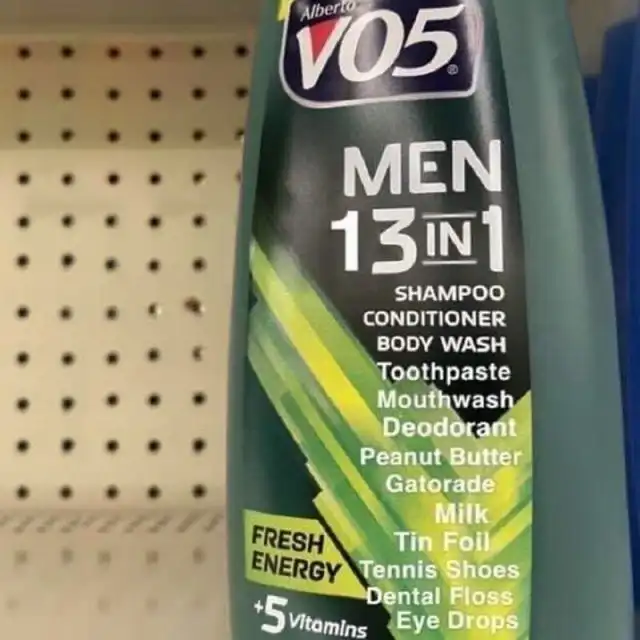 Alberto
VO5®
MEN
13 IN 1
SHAMPOO
CONDITIONER
BODY WASH
Toothpaste
Mouthwash
Deodorant
Peanut Butter
Gatorade
Milk
Tin Foil
Tennis Shoes
Dental Floss
Eye Drops
FRESH
ENERGY
+5 Vitamins